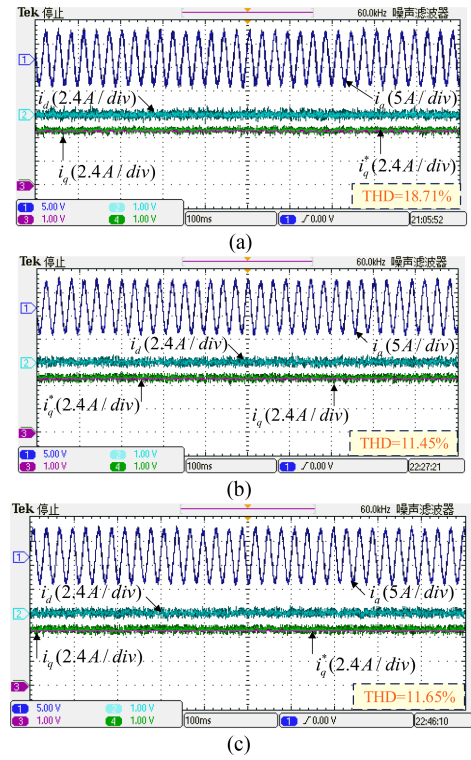 Tek 停止 60.0kHz 噪声滤波器
1
i_d(2.4A/div) i_a(5A/div)
2
i_q(2.4A/div) i_q^*(2.4A/div)
3
THD=18.71%
1 5.00 V 2 1.00 V
3 1.00 V 4 1.00 V 100ms 1 / 0.00 V 21:05:52
(a)
Tek 停止 60.0kHz 噪声滤波器
1
i_d(2.4A/div) i_a(5A/div)
2
i_q^*(2.4A/div) i_q(2.4A/div)
3
THD=11.45%
1 5.00 V 2 1.00 V
3 1.00 V 4 1.00 V 100ms 1 / 0.00 V 22:27:21
(b)
Tek 停止 60.0kHz 噪声滤波器
1
i_d(2.4A/div) i_a(5A/div)
2
i_q(2.4A/div) i_q^*(2.4A/div)
3
THD=11.65%
1 5.00 V 2 1.00 V
3 1.00 V 4 1.00 V 100ms 1 / 0.00 V 22:46:10
(c)